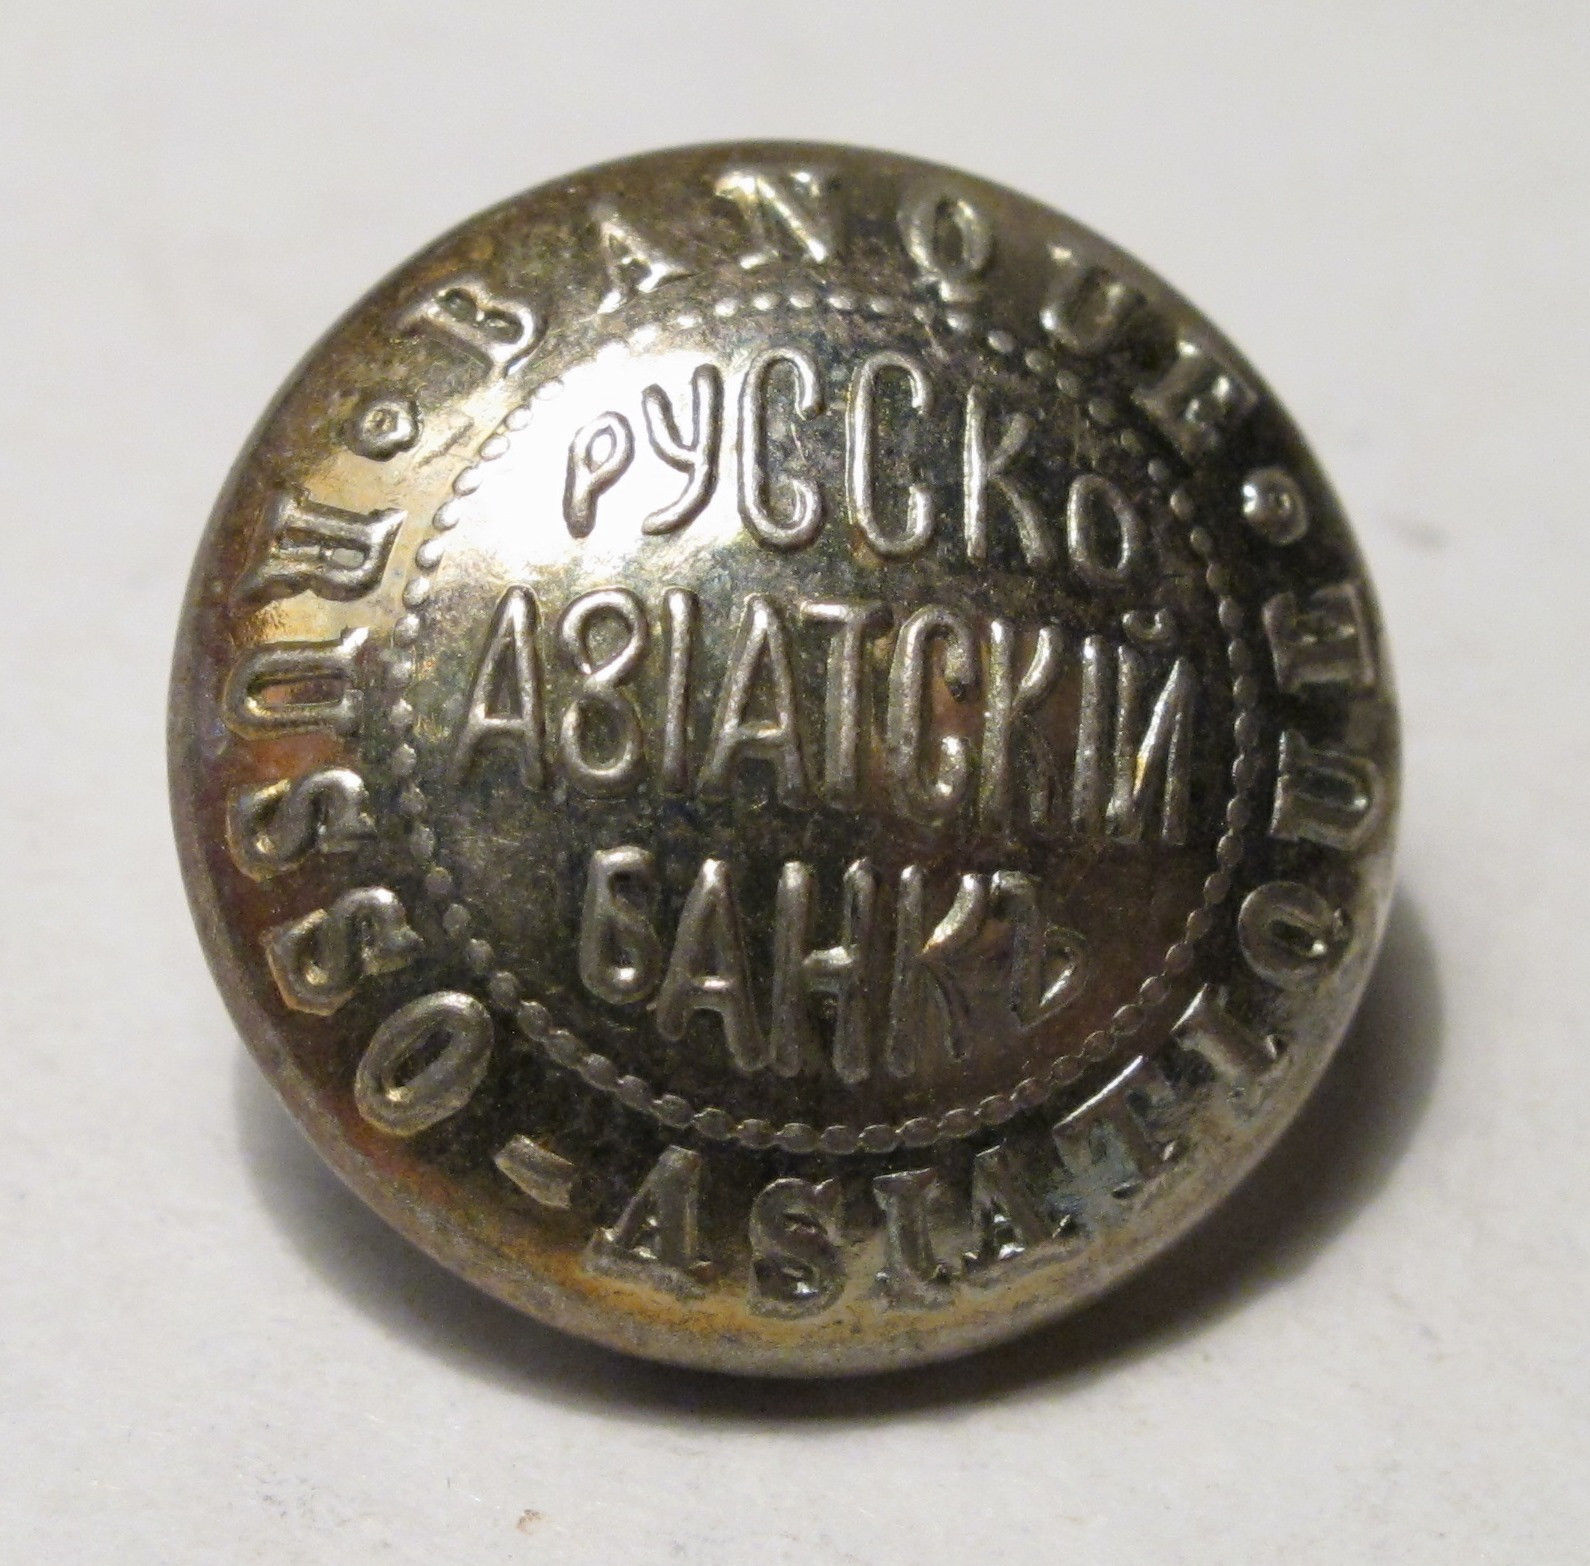 • BANQUE •
RUSSO-ASIATIQUE
РУССКО
АЗІАТСКІЙ
БАНКЪ